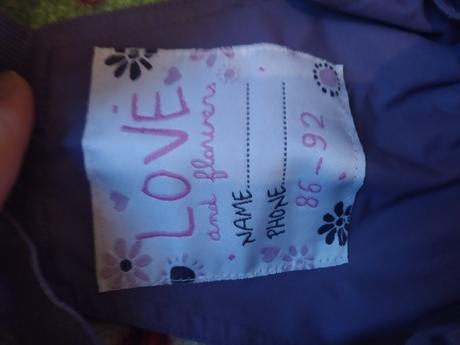 LOVE
and flowers
NAME....................
PHONE....................
86-92